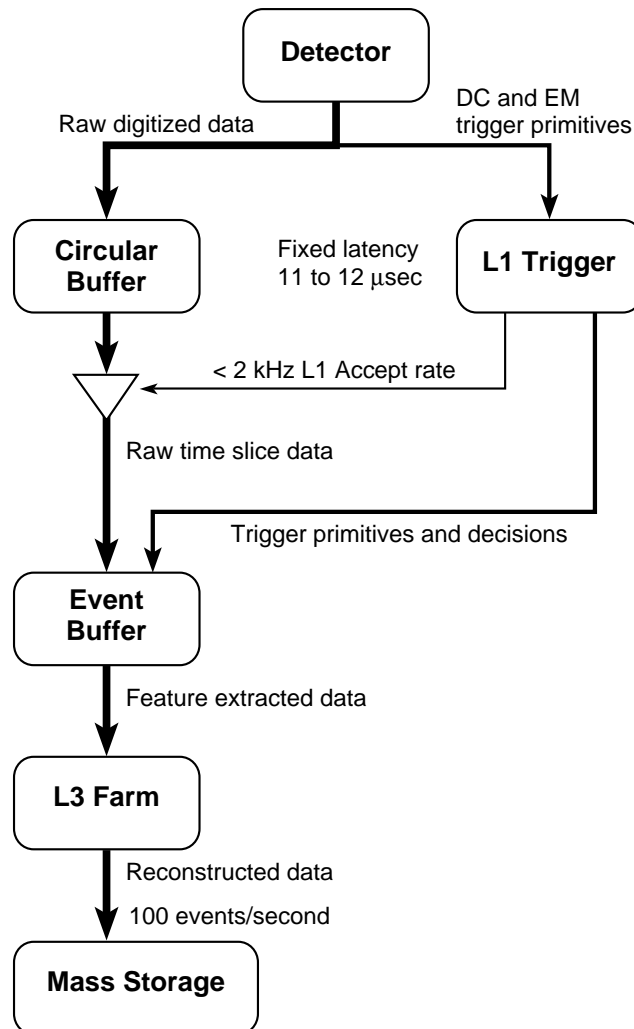 Detector
Raw digitized data
DC and EM
trigger primitives
Circular
Buffer
Fixed latency
11 to 12 μsec
L1 Trigger
< 2 kHz L1 Accept rate
Raw time slice data
Trigger primitives and decisions
Event
Buffer
Feature extracted data
L3 Farm
Reconstructed data
100 events/second
Mass Storage